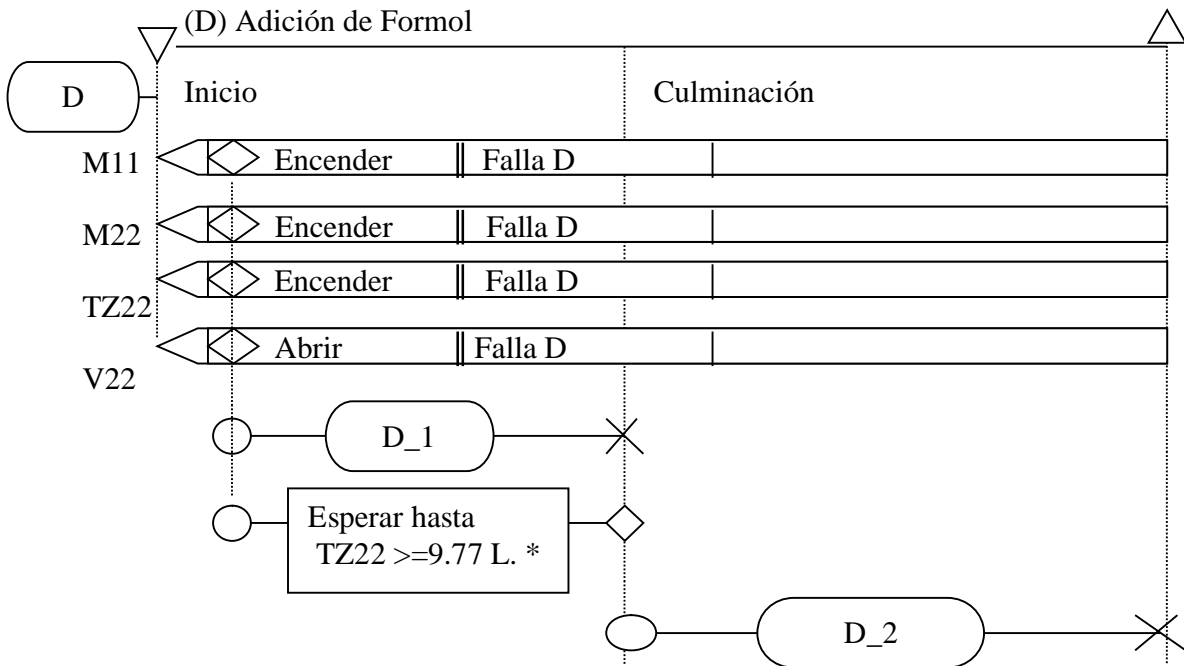 (D) Adición de Formol
D
Inicio
Culminación
M11
Encender
Falla D
M22
Encender
Falla D
TZ22
Encender
Falla D
V22
Abrir
Falla D
D_1
Esperar hasta
TZ22 >=9.77 L. *
D_2